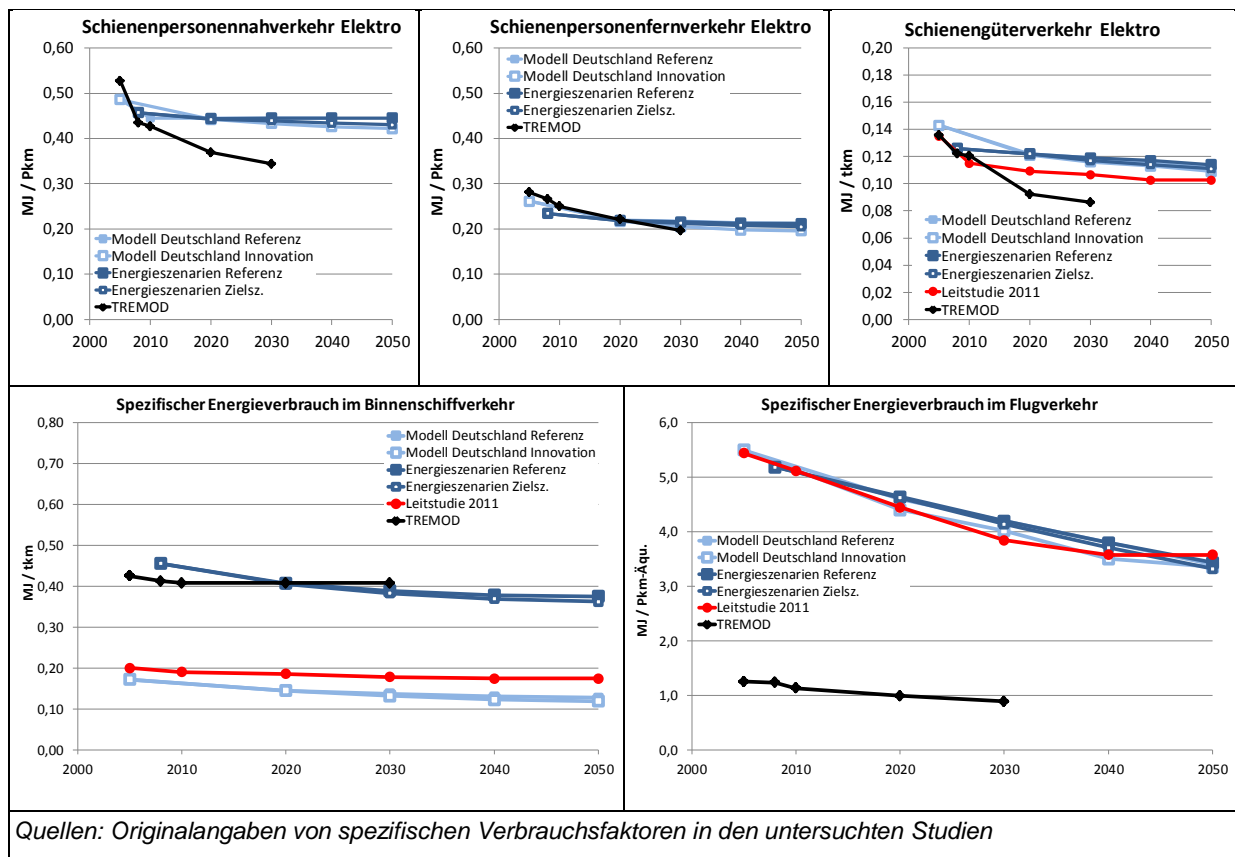 Schienenpersonennahverkehr Elektro
0,60
0,50
0,40
0,30
0,20
0,10
0,00
MJ / Pkm
Modell Deutschland Referenz
Modell Deutschland Innovation
Energieszenarien Referenz
Energieszenarien Zielsz.
TREMOD
2000 2010 2020 2030 2040 2050
Schienenpersonenfernverkehr Elektro
0,60
0,50
0,40
0,30
0,20
0,10
0,00
MJ / Pkm
Modell Deutschland Referenz
Modell Deutschland Innovation
Energieszenarien Referenz
Energieszenarien Zielsz.
TREMOD
2000 2010 2020 2030 2040 2050
Schienengüterverkehr Elektro
0,20
0,18
0,16
0,14
0,12
0,10
0,08
0,06
0,04
0,02
0,00
MJ / tkm
Modell Deutschland Referenz
Modell Deutschland Innovation
Energieszenarien Referenz
Energieszenarien Zielsz.
Leitstudie 2011
TREMOD
2000 2010 2020 2030 2040 2050
Spezifischer Energieverbrauch im Binnenschiffverkehr
0,80
0,70
0,60
0,50
0,40
0,30
0,20
0,10
0,00
MJ / tkm
Modell Deutschland Referenz
Modell Deutschland Innovation
Energieszenarien Referenz
Energieszenarien Zielsz.
Leitstudie 2011
TREMOD
2000 2010 2020 2030 2040 2050
Spezifischer Energieverbrauch im Flugverkehr
6,0
5,0
4,0
3,0
2,0
1,0
0,0
MJ / Pkm-Äqu.
Modell Deutschland Referenz
Modell Deutschland Innovation
Energieszenarien Referenz
Energieszenarien Zielsz.
Leitstudie 2011
TREMOD
2000 2010 2020 2030 2040 2050
Quellen: Originalangaben von spezifischen Verbrauchsfaktoren in den untersuchten Studien